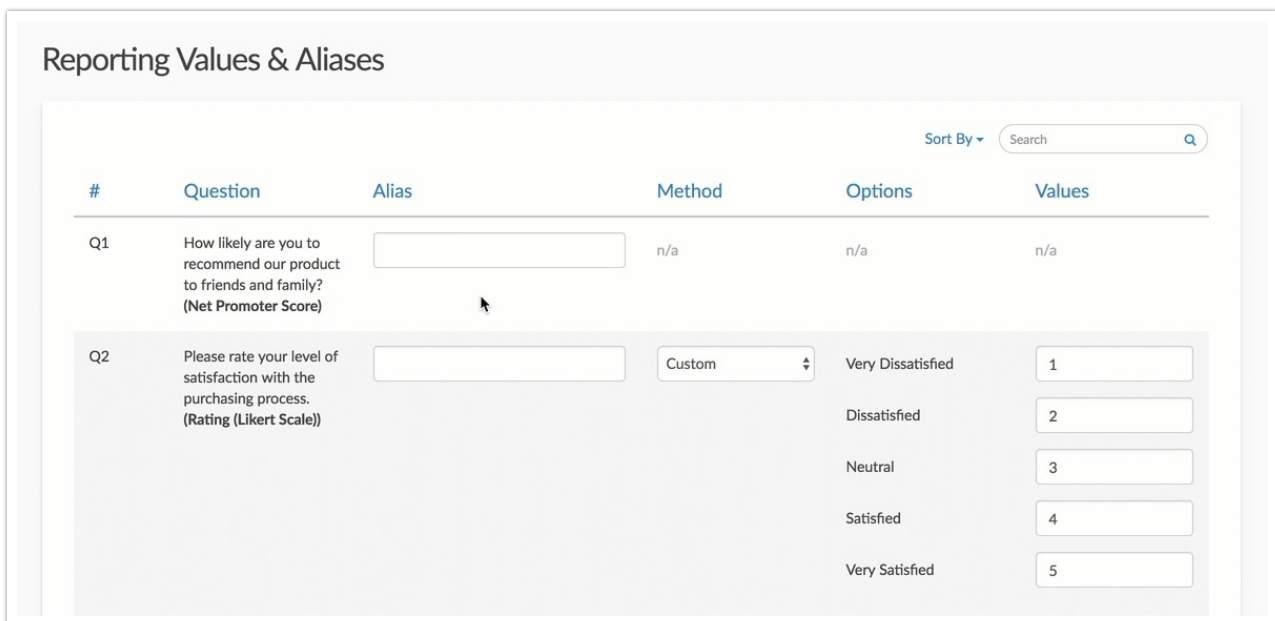 Reporting Values & Aliases
Sort By
Search
# Question Alias Method Options Values
Q1
How likely are you to
recommend our product
to friends and family?
(Net Promoter Score)
n/a n/a n/a
Q2
Please rate your level of
satisfaction with the
purchasing process.
(Rating (Likert Scale))
Custom
Very Dissatisfied 1
Dissatisfied 2
Neutral 3
Satisfied 4
Very Satisfied 5